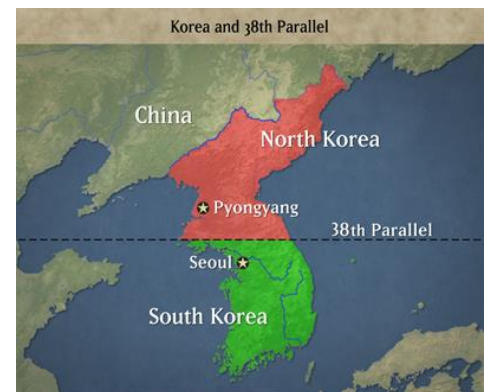 Korea and 38th Parallel
China
North Korea
Pyongyang
38th Parallel
Seoul
South Korea